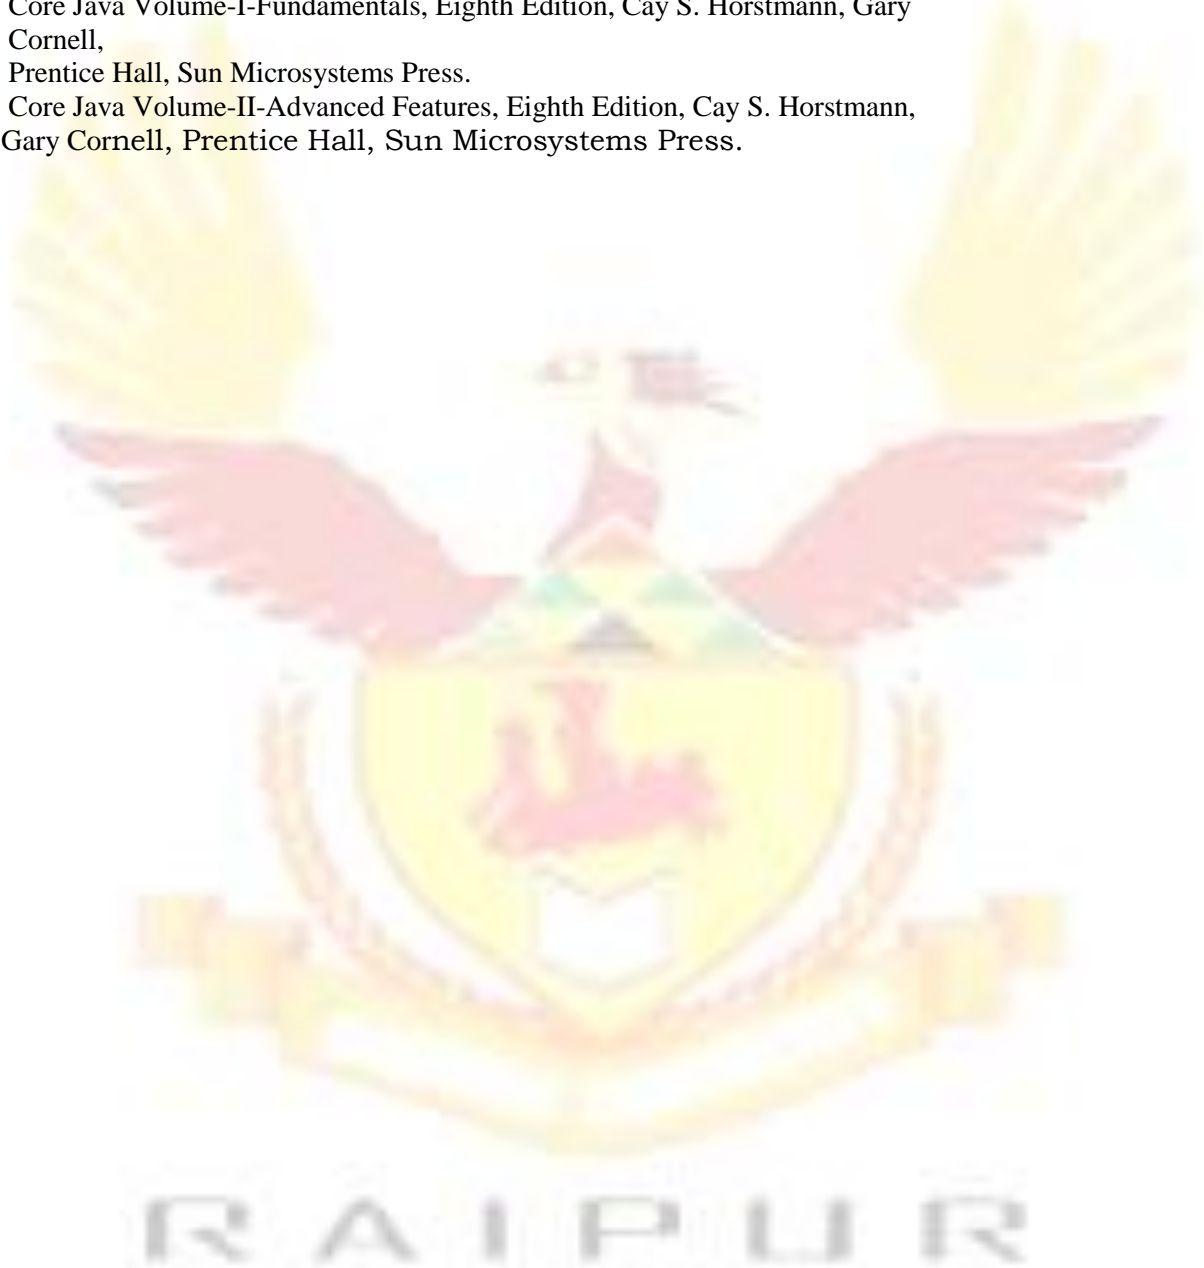 Core Java Volume-I-Fundamentals, Eighth Edition, Cay S. Horstmann, Gary
Cornell,
Prentice Hall, Sun Microsystems Press.
Core Java Volume-II-Advanced Features, Eighth Edition, Cay S. Horstmann,
Gary Cornell, Prentice Hall, Sun Microsystems Press.
RAIPUR